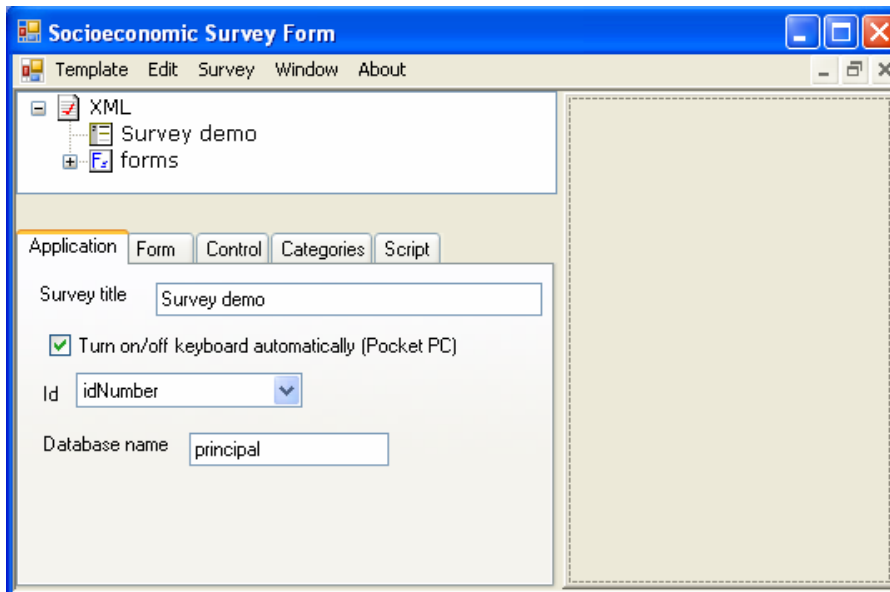 Socioeconomic Survey Form
Template Edit Survey Window About
XML
Survey demo
forms
Application Form Control Categories Script
Survey title Survey demo
Turn on/off keyboard automatically (Pocket PC)
Id idNumber
Database name principal